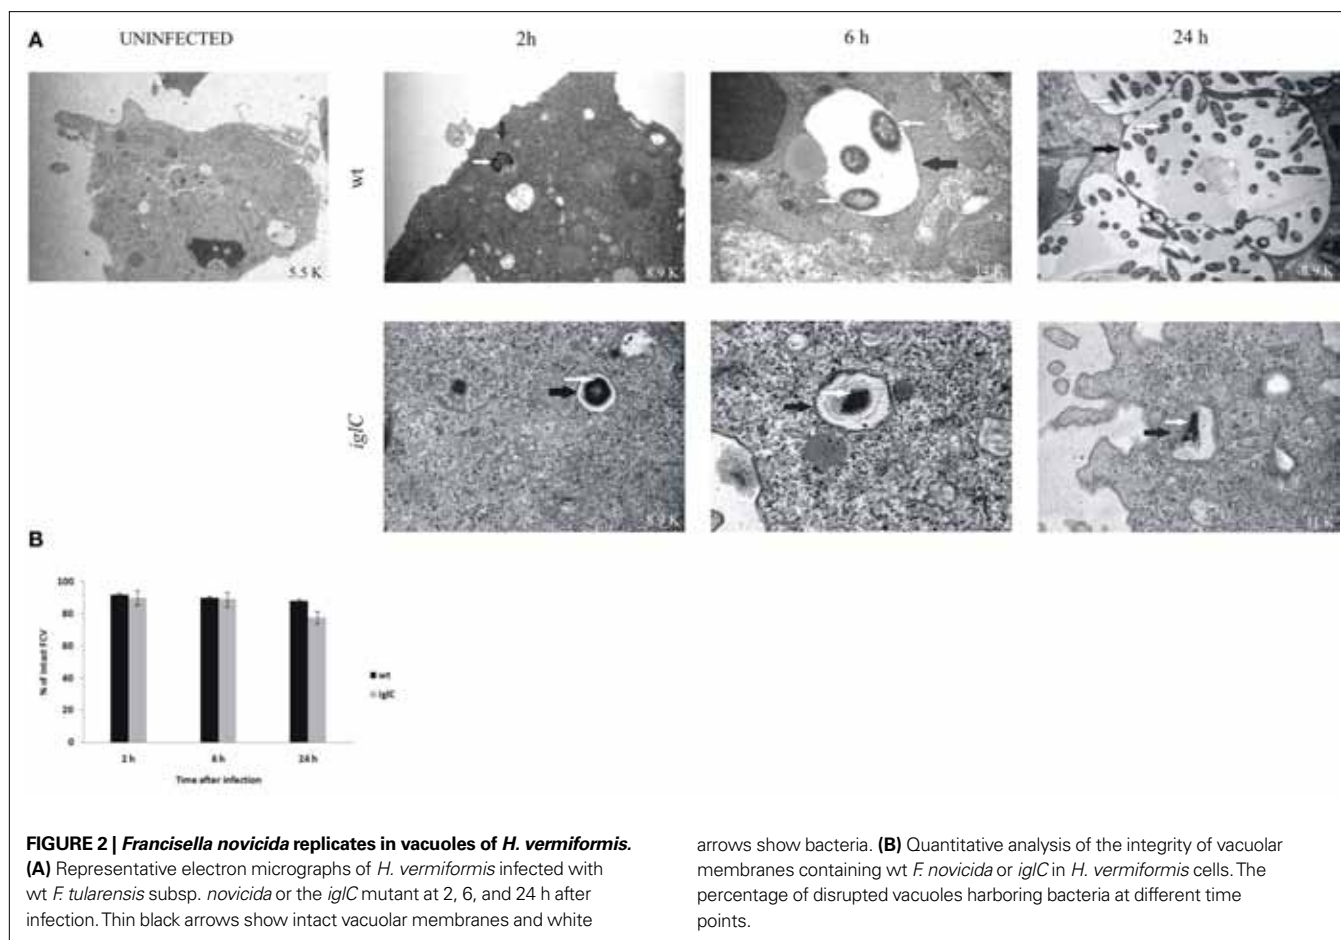 A
UNINFECTED
2h
6 h
24 h
wt
5.5 K
8.9 K
8.9 K
iglC
11 K
B
100
80
60
40
20
0
% of intact FCV
2 h
6 h
24 h
Time after infection
wt
iglC
FIGURE 2 | Francisella novicida replicates in vacuoles of H. vermiformis.
(A) Representative electron micrographs of H. vermiformis infected with
wt F. tularensis subsp. novicida or the iglC mutant at 2, 6, and 24 h after
infection. Thin black arrows show intact vacuolar membranes and white
arrows show bacteria. (B) Quantitative analysis of the integrity of vacuolar
membranes containing wt F. novicida or iglC in H. vermiformis cells. The
percentage of disrupted vacuoles harboring bacteria at different time
points.